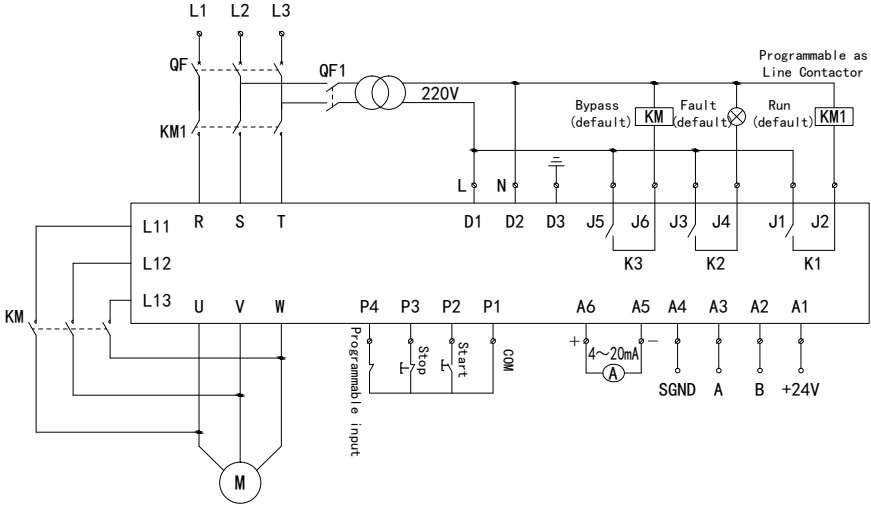 L1 L2 L3
QF
QF1
220V
Programmable as
Line Contactor
Bypass
(default)
KM
Fault
(default)
Run
(default)
KM1
KM1
L N
R S T
D1 D2 D3 J5 J6 J3 J4 J1 J2
K3 K2 K1
L11
L12
L13
KM
U V W
P4 P3 P2 P1
A6 A5 A4 A3 A2 A1
Programmable input
Stop
Start
COM
+ −
4～20mA
A
SGND A B +24V
M